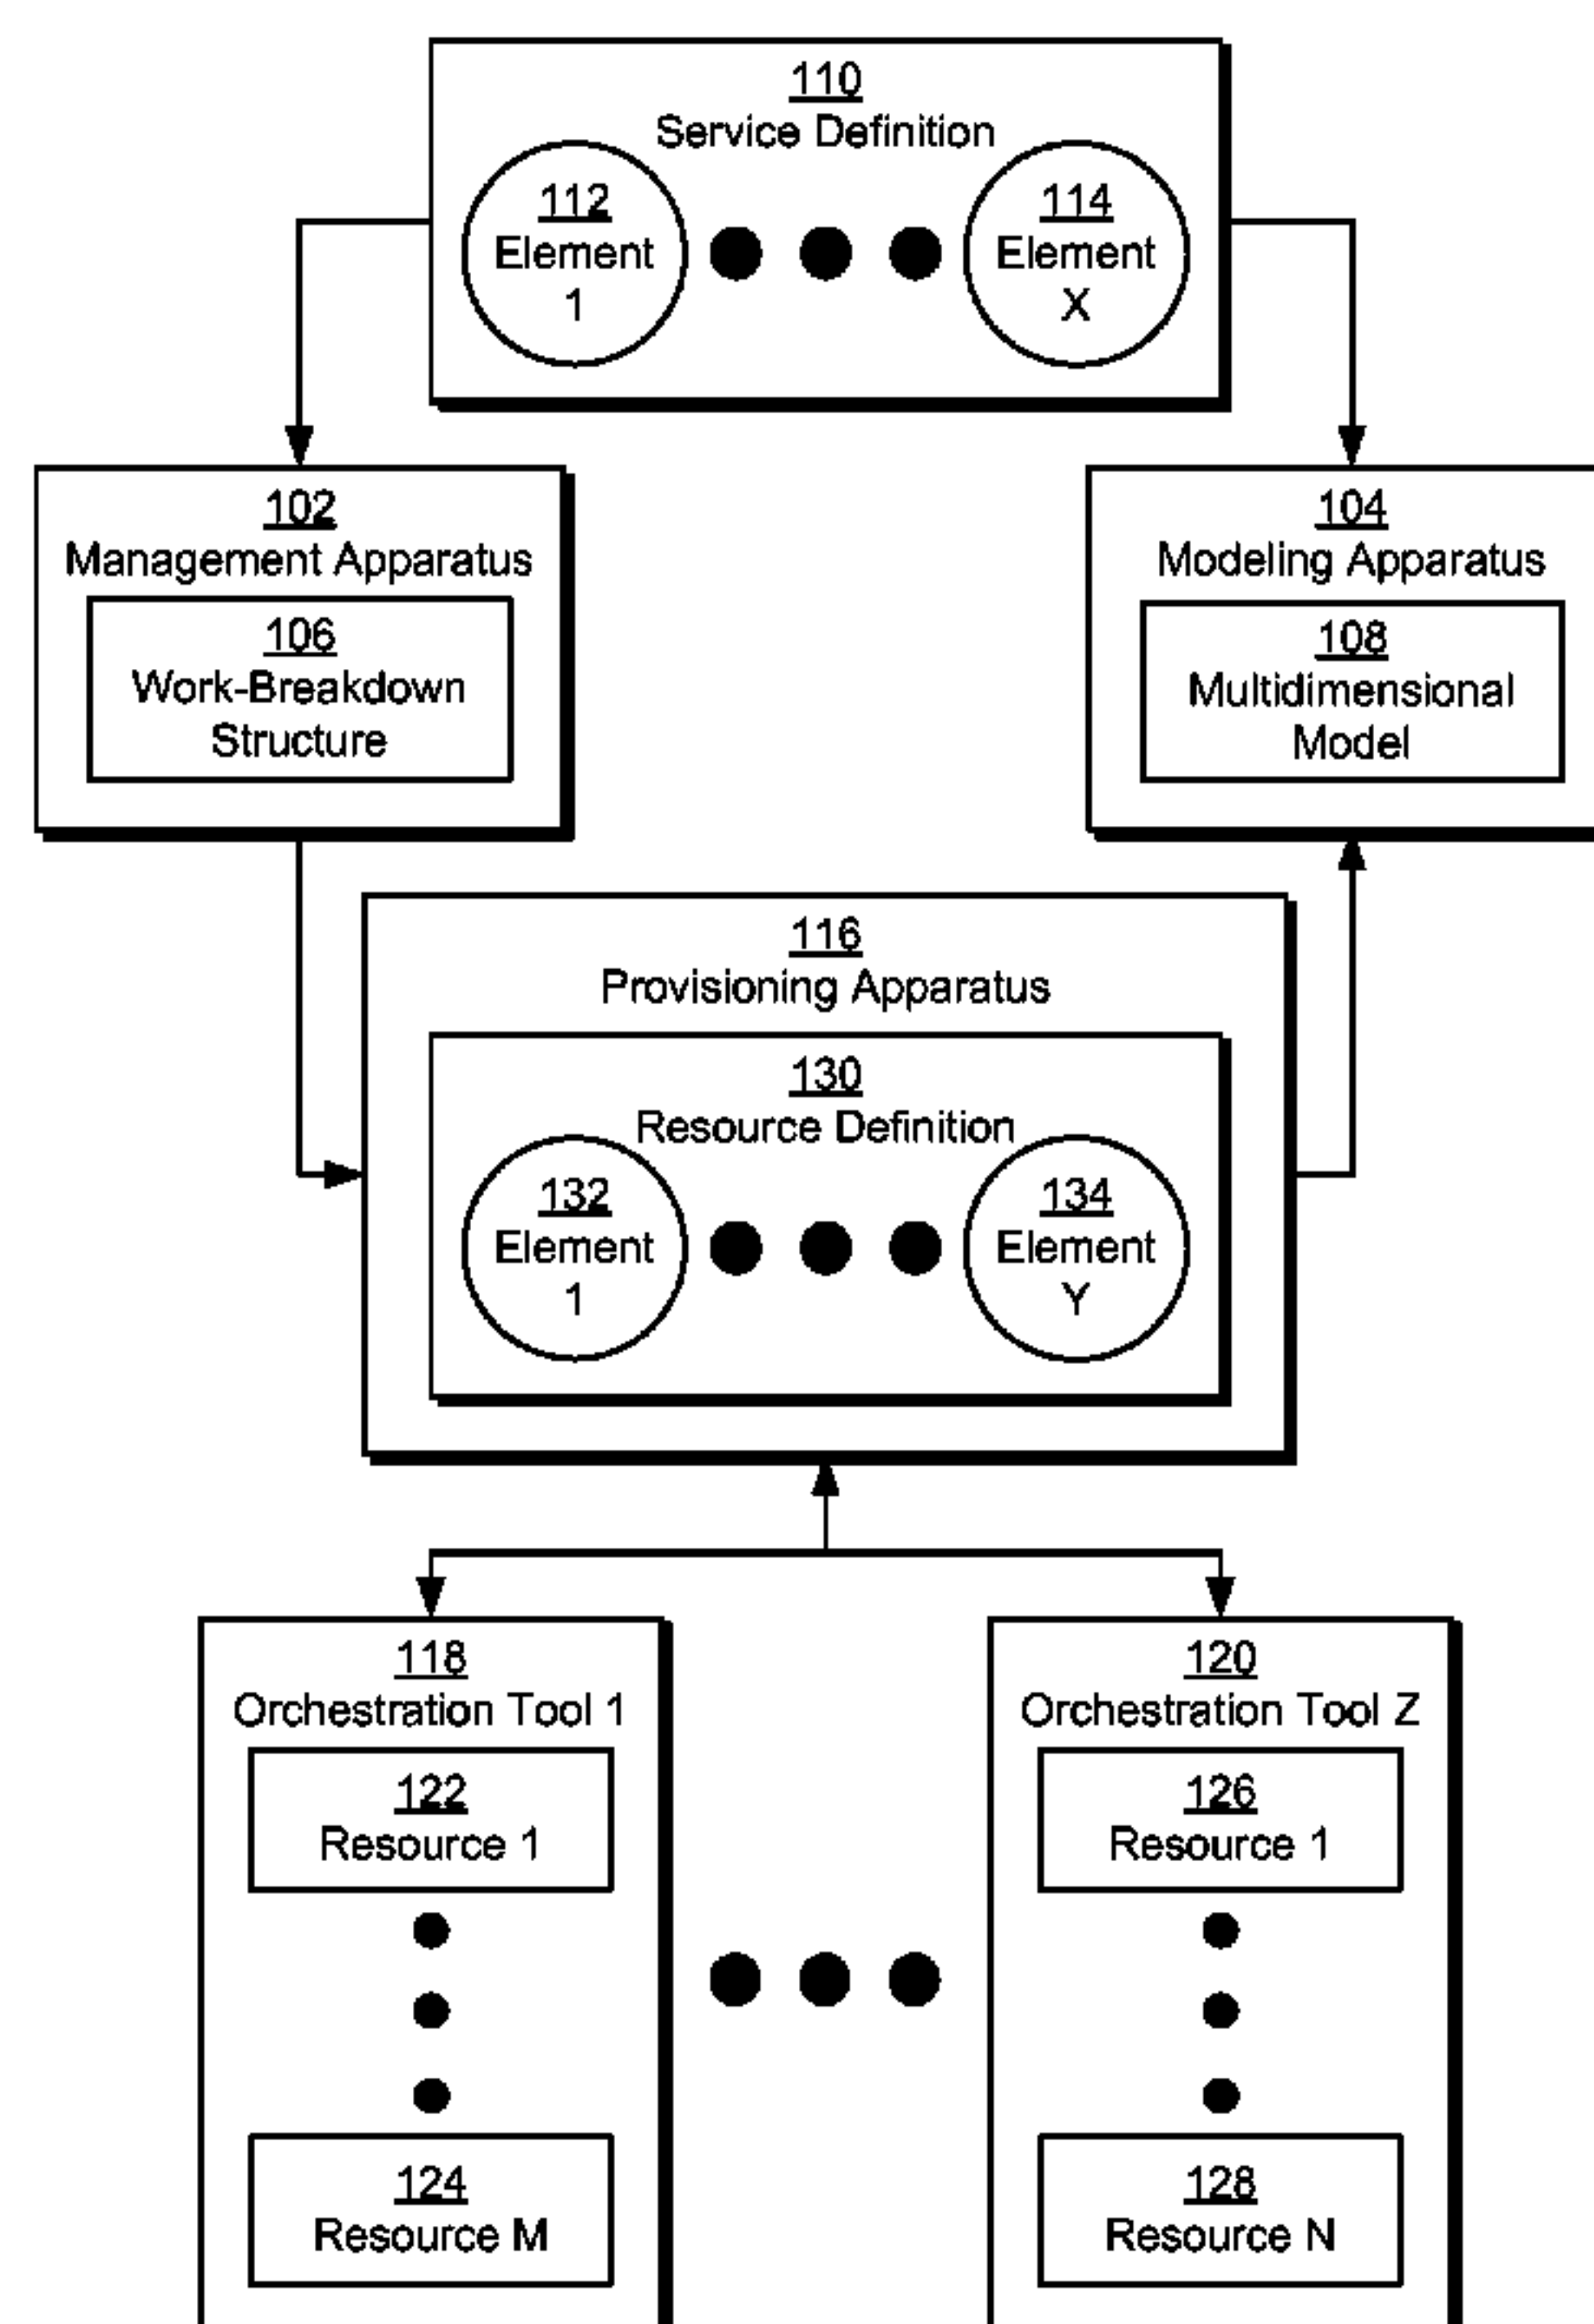 110
Service Definition
112
Element
1
114
Element
X
102
Management Apparatus
106
Work-Breakdown
Structure
104
Modeling Apparatus
108
Multidimensional
Model
116
Provisioning Apparatus
130
Resource Definition
132
Element
1
134
Element
Y
118
Orchestration Tool 1
122
Resource 1
124
Resource M
120
Orchestration Tool Z
126
Resource 1
128
Resource N